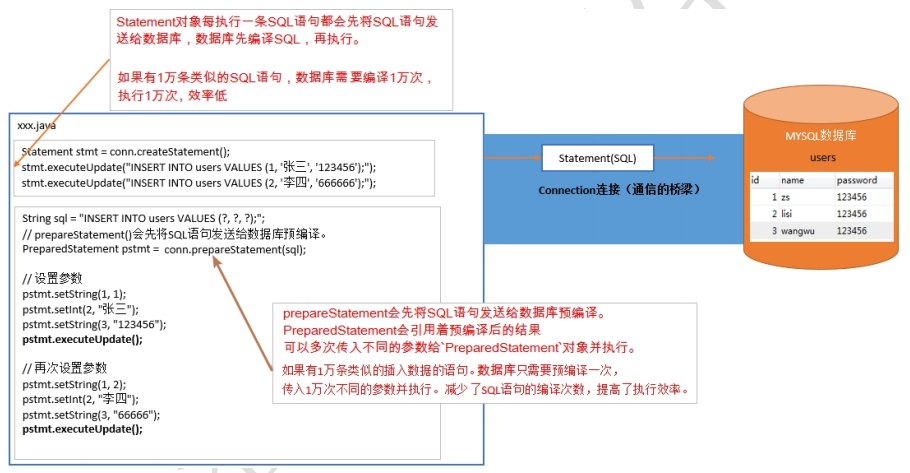 Statement对象每执行一条SQL语句都会先将SQL语句发
送给数据库，数据库先编译SQL，再执行。
如果有1万条类似的SQL语句，数据库需要编译1万次，
执行1万次, 效率低
xxx.java
Statement stmt = conn.createStatement();
stmt.executeUpdate("INSERT INTO users VALUES (1, '张三', '123456');");
stmt.executeUpdate("INSERT INTO users VALUES (2, '李四', '666666');");
String sql = "INSERT INTO users VALUES (?, ?, ?);";
// prepareStatement()会先将SQL语句发送给数据库预编译。
PreparedStatement pstmt = conn.prepareStatement(sql);
// 设置参数
pstmt.setString(1, 1);
pstmt.setInt(2, "张三");
pstmt.setString(3, "123456");
pstmt.executeUpdate();
// 再次设置参数
pstmt.setString(1, 2);
pstmt.setInt(2, "李四");
pstmt.setString(3, "66666");
pstmt.executeUpdate();
prepareStatement会先将SQL语句发送给数据库预编译。
PreparedStatement会引用着预编译后的结果
可以多次传入不同的参数给`PreparedStatement`对象并执行。
如果有1万条类似的插入数据的语句。数据库只需要预编译一次，
传入1万次不同的参数并执行。减少了SQL语句的编译次数，提高了执行效率。
Statement(SQL)
Connection连接（通信的桥梁）
MYSQL数据库
users
id name password
1 zs 123456
2 lisi 123456
3 wangwu 123456